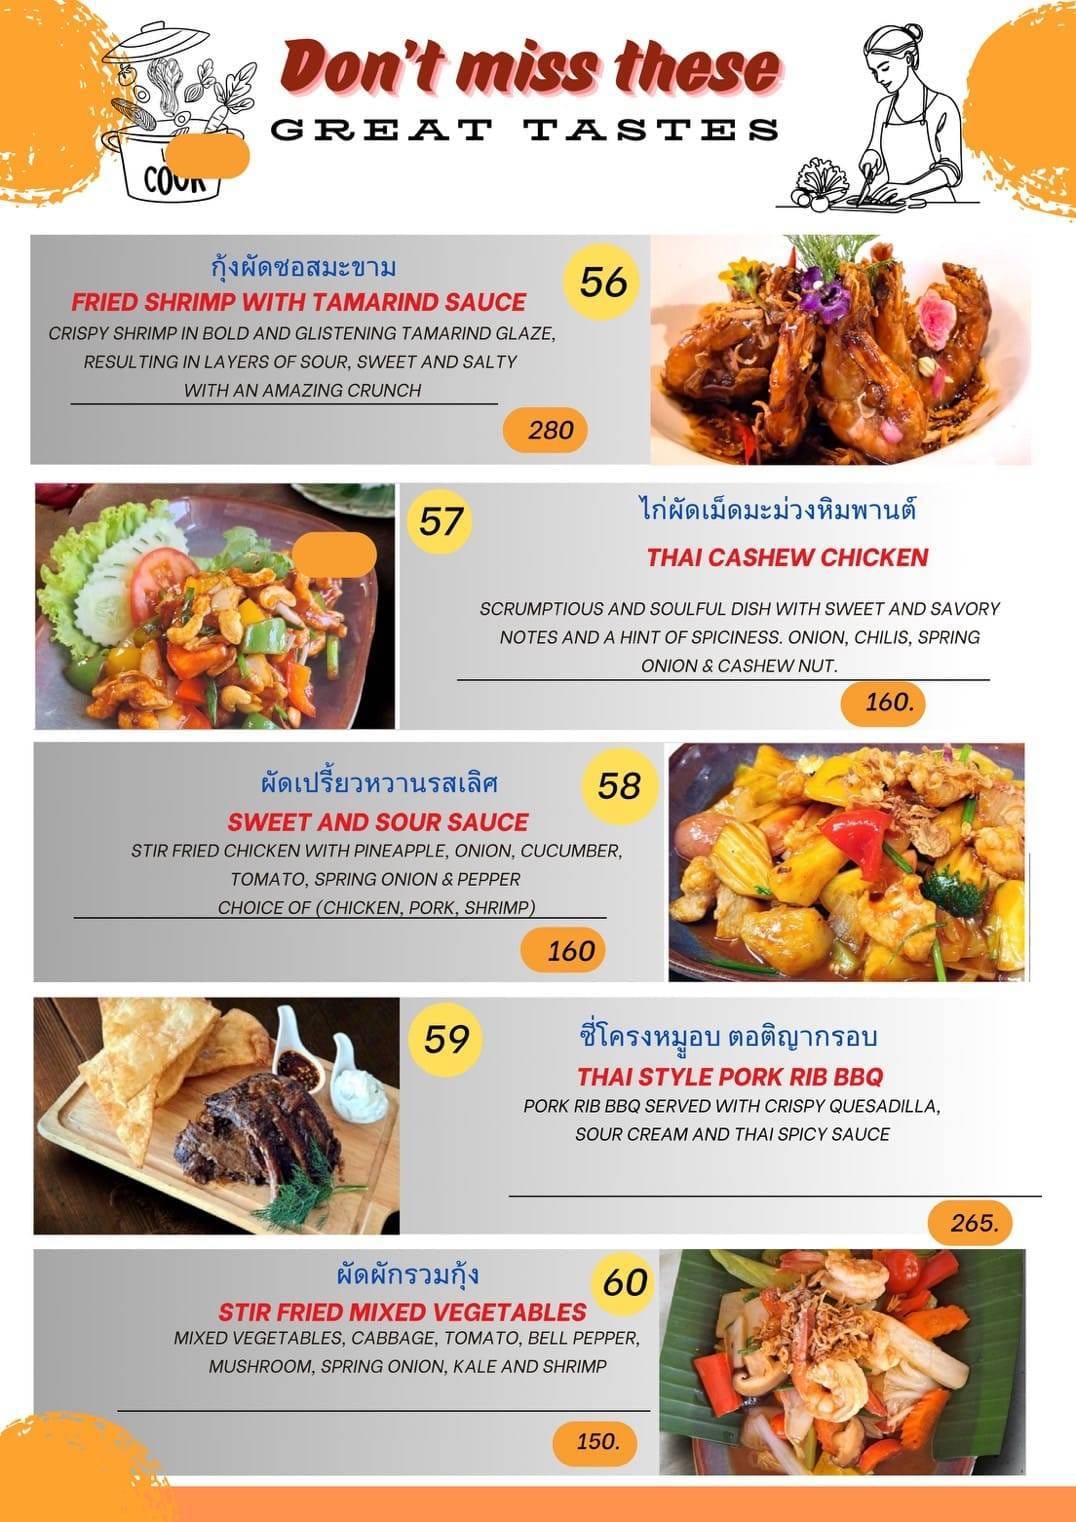 Don't miss these
GREAT TASTES
COOK
กุ้งผัดซอสมะขาม
56
FRIED SHRIMP WITH TAMARIND SAUCE
CRISPY SHRIMP IN BOLD AND GLISTENING TAMARIND GLAZE,
RESULTING IN LAYERS OF SOUR, SWEET AND SALTY
WITH AN AMAZING CRUNCH
280
57
ไก่ผัดเม็ดมะม่วงหิมพานต์
THAI CASHEW CHICKEN
SCRUMPTIOUS AND SOULFUL DISH WITH SWEET AND SAVORY
NOTES AND A HINT OF SPICINESS. ONION, CHILIS, SPRING
ONION & CASHEW NUT.
160.
ผัดเปรี้ยวหวานรสเลิศ
58
SWEET AND SOUR SAUCE
STIR FRIED CHICKEN WITH PINEAPPLE, ONION, CUCUMBER,
TOMATO, SPRING ONION & PEPPER
CHOICE OF (CHICKEN, PORK, SHRIMP)
160
59
ซี่โครงหมูอบ ตอติญากรอบ
THAI STYLE PORK RIB BBQ
PORK RIB BBQ SERVED WITH CRISPY QUESADILLA,
SOUR CREAM AND THAI SPICY SAUCE
265.
ผัดผักรวมกุ้ง
60
STIR FRIED MIXED VEGETABLES
MIXED VEGETABLES, CABBAGE, TOMATO, BELL PEPPER,
MUSHROOM, SPRING ONION, KALE AND SHRIMP
150.